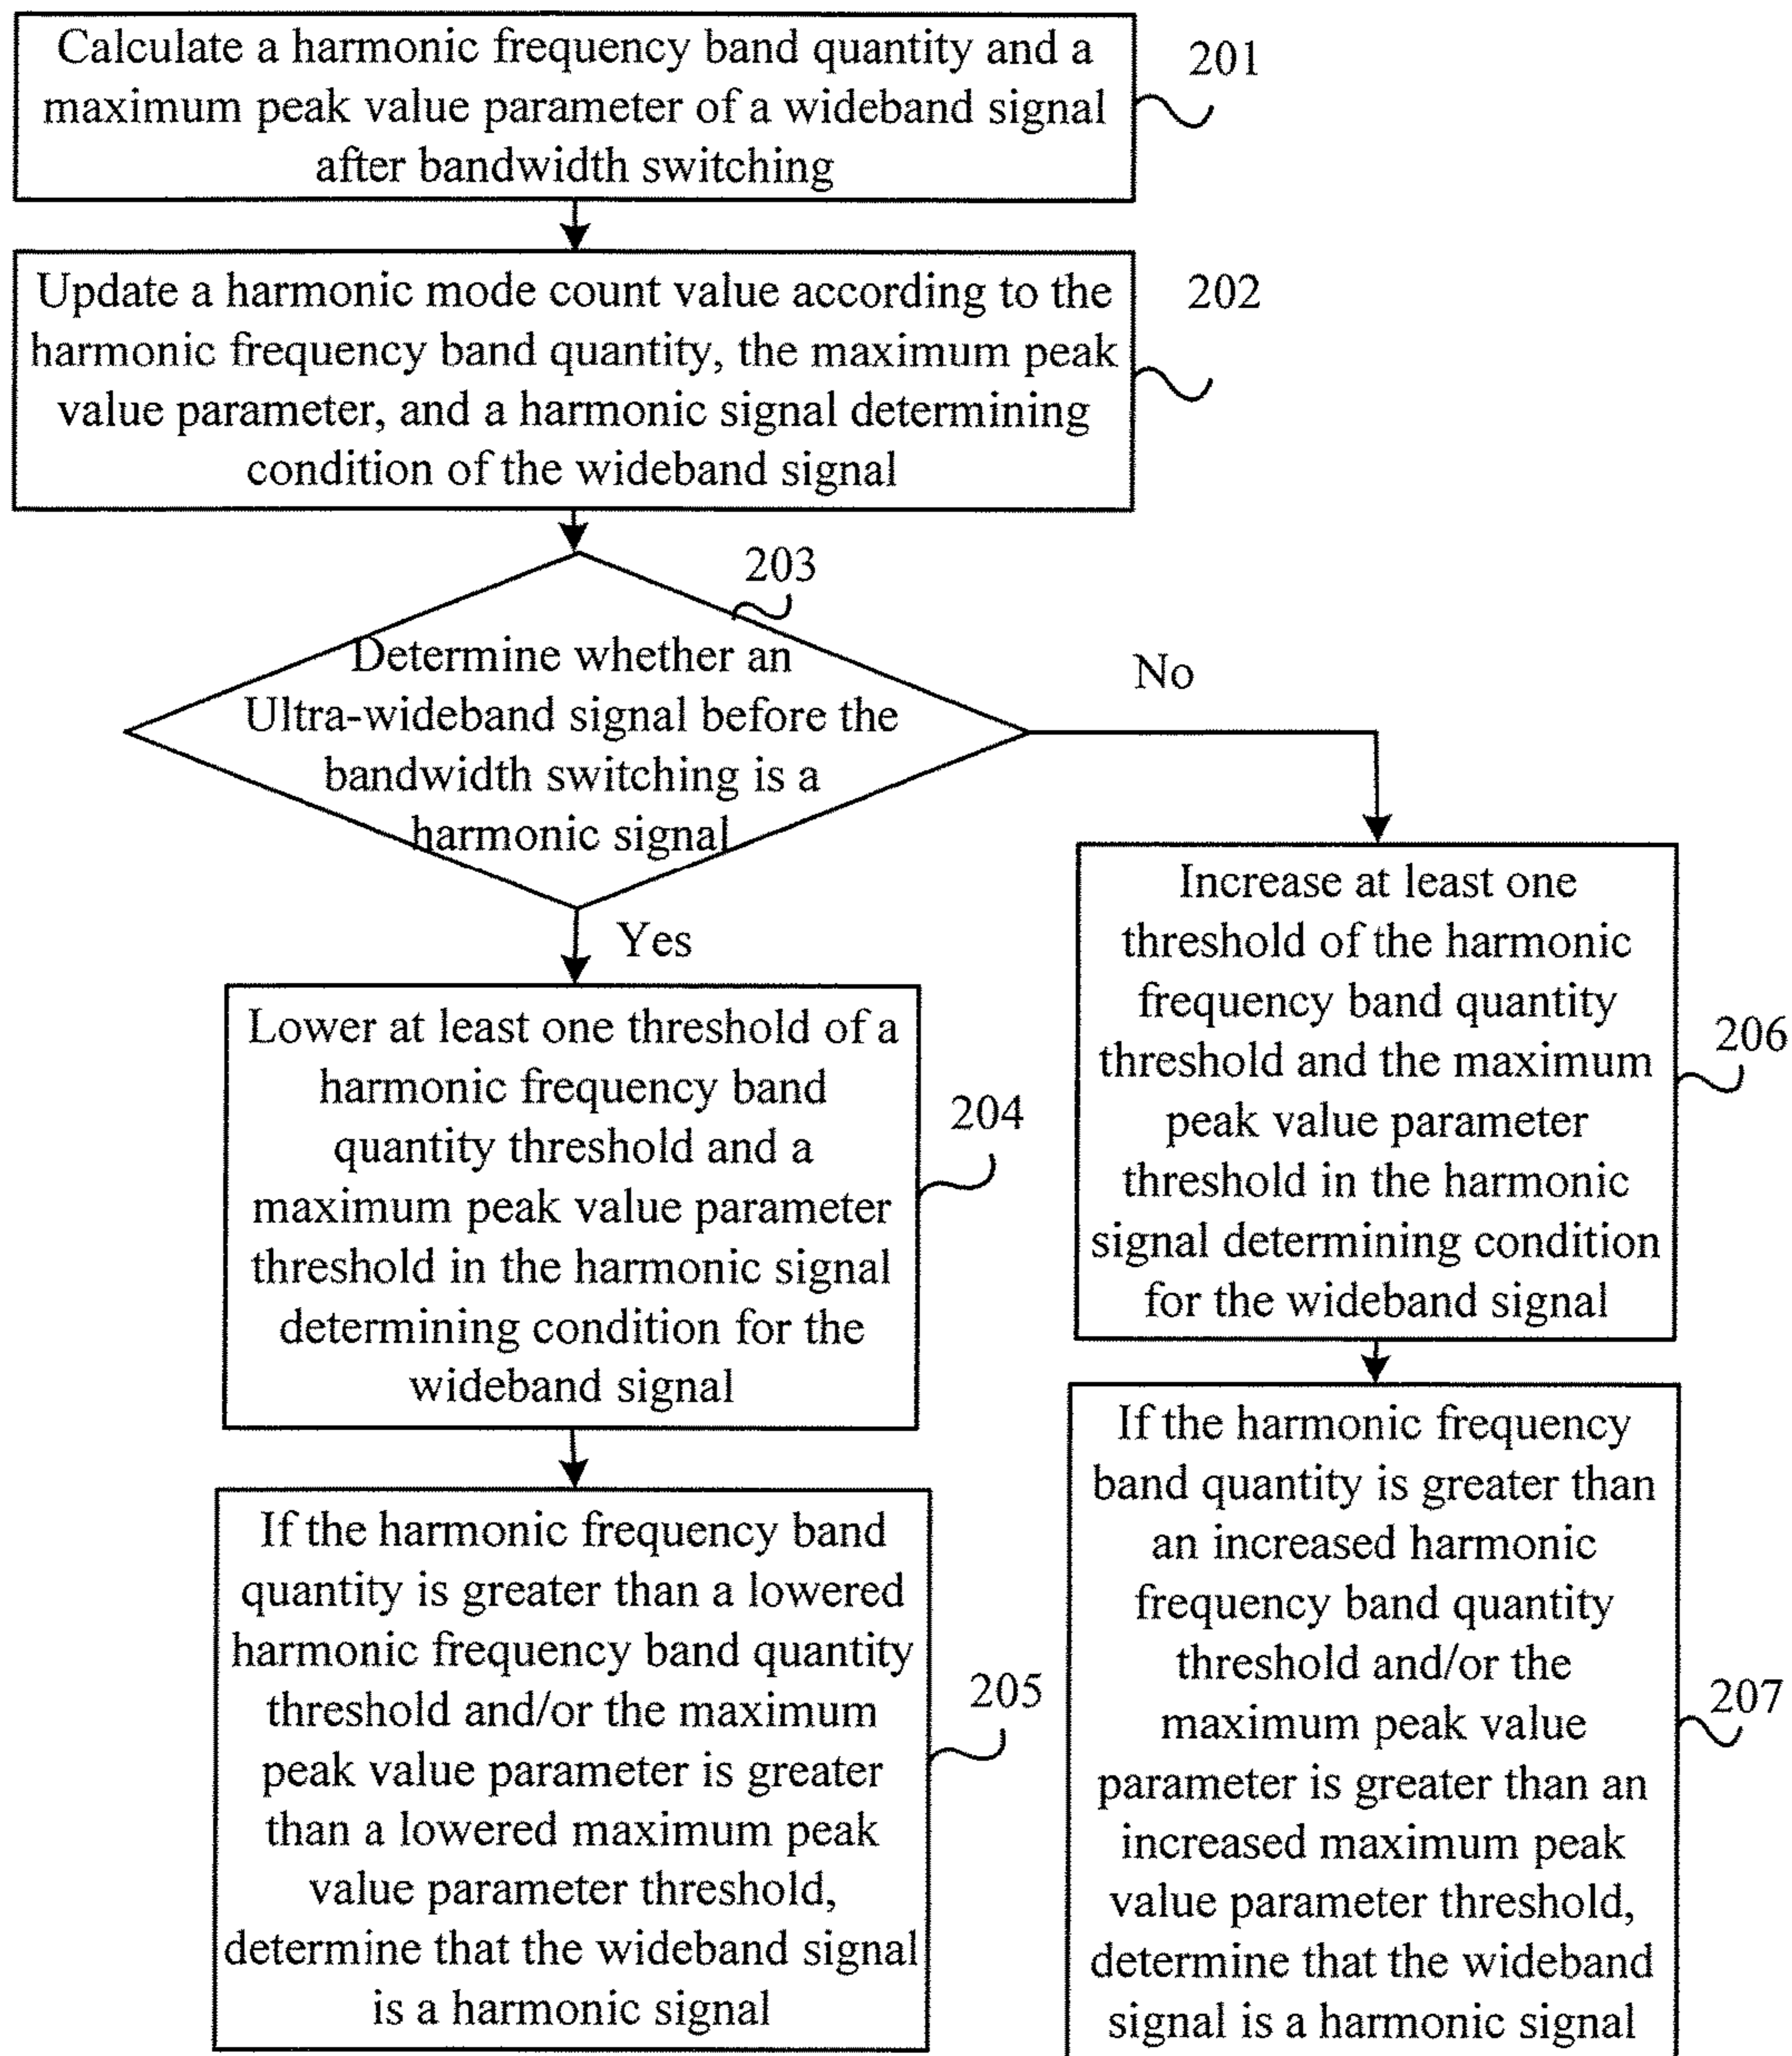 Calculate a harmonic frequency band quantity and a
maximum peak value parameter of a wideband signal
after bandwidth switching
201
Update a harmonic mode count value according to the
harmonic frequency band quantity, the maximum peak
value parameter, and a harmonic signal determining
condition of the wideband signal
202
203
Determine whether an
Ultra-wideband signal before the
bandwidth switching is a
harmonic signal
No
Yes
Lower at least one threshold of a
harmonic frequency band
quantity threshold and a
maximum peak value parameter
threshold in the harmonic signal
determining condition for the
wideband signal
204
Increase at least one
threshold of the harmonic
frequency band quantity
threshold and the maximum
peak value parameter
threshold in the harmonic
signal determining condition
for the wideband signal
206
If the harmonic frequency band
quantity is greater than a lowered
harmonic frequency band quantity
threshold and/or the maximum
peak value parameter is greater
than a lowered maximum peak
value parameter threshold,
determine that the wideband signal
is a harmonic signal
205
If the harmonic frequency
band quantity is greater than
an increased harmonic
frequency band quantity
threshold and/or the
maximum peak value
parameter is greater than an
increased maximum peak
value parameter threshold,
determine that the wideband
signal is a harmonic signal
207